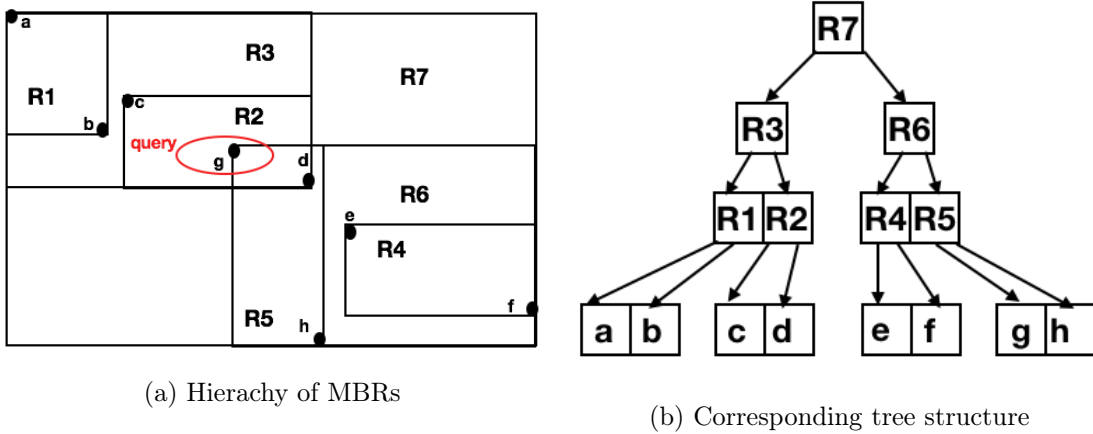 a
R3
R7
R1
c
R2
b
query
g
d
R6
e
R4
f
R5
h
(a) Hierachy of MBRs
R7
R3
R6
R1 R2
R4 R5
a b
c d
e f
g h
(b) Corresponding tree structure